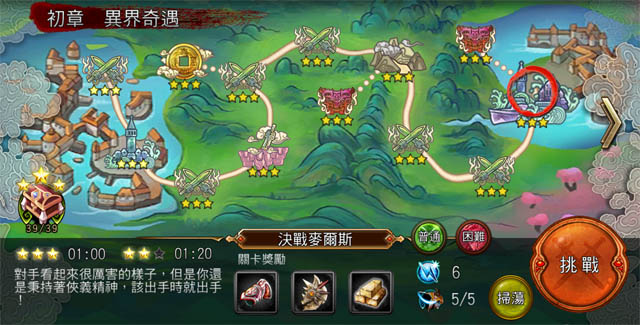 初章 異界奇遇
39/39
01:00
01:20
對手看起來很厲害的樣子，但是你還
是秉持著俠義精神，該出手時就出手
！
決戰麥爾斯
關卡獎勵
普通
困難
6
5/5
掃蕩
挑戰